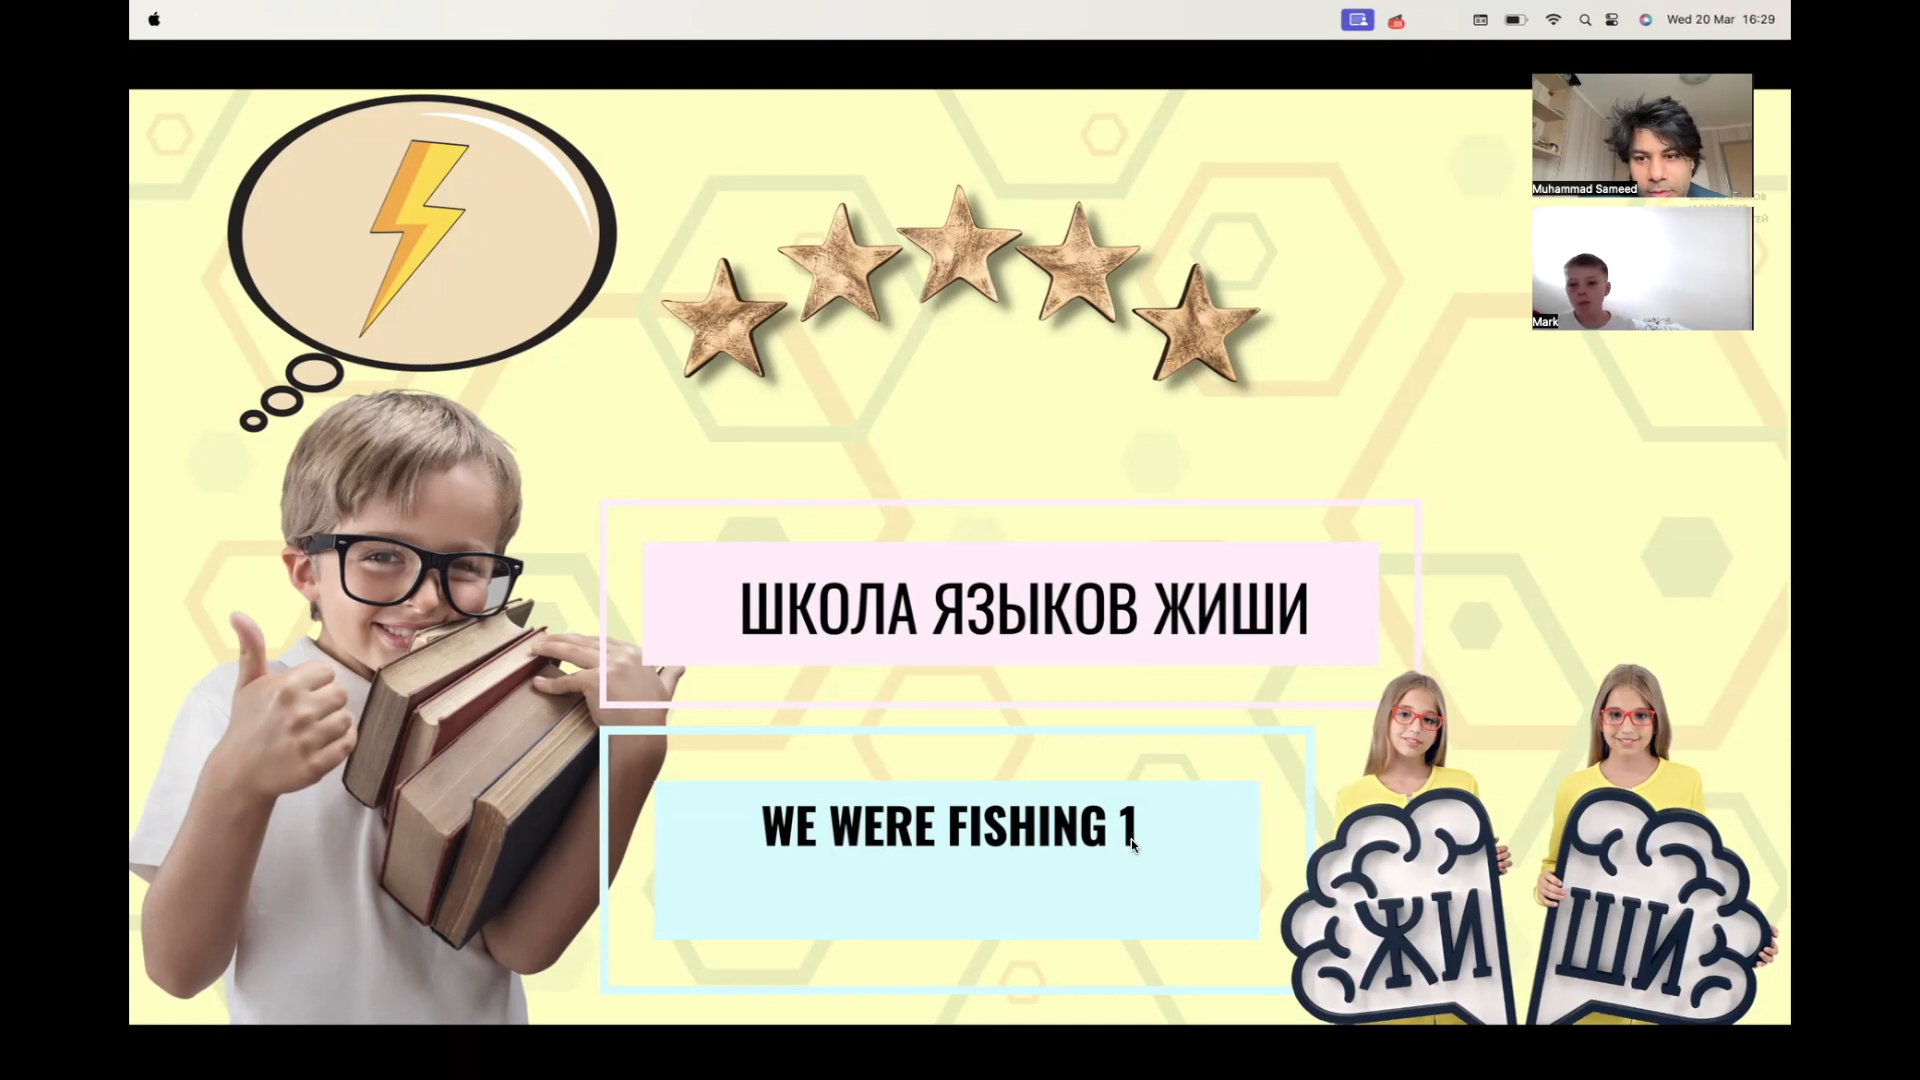 Wed 20 Mar 16:29
Muhammad Sameed
Mark
ШКОЛА ЯЗЫКОВ ЖИШИ
WE WERE FISHING 1
ЖИ
ШИ